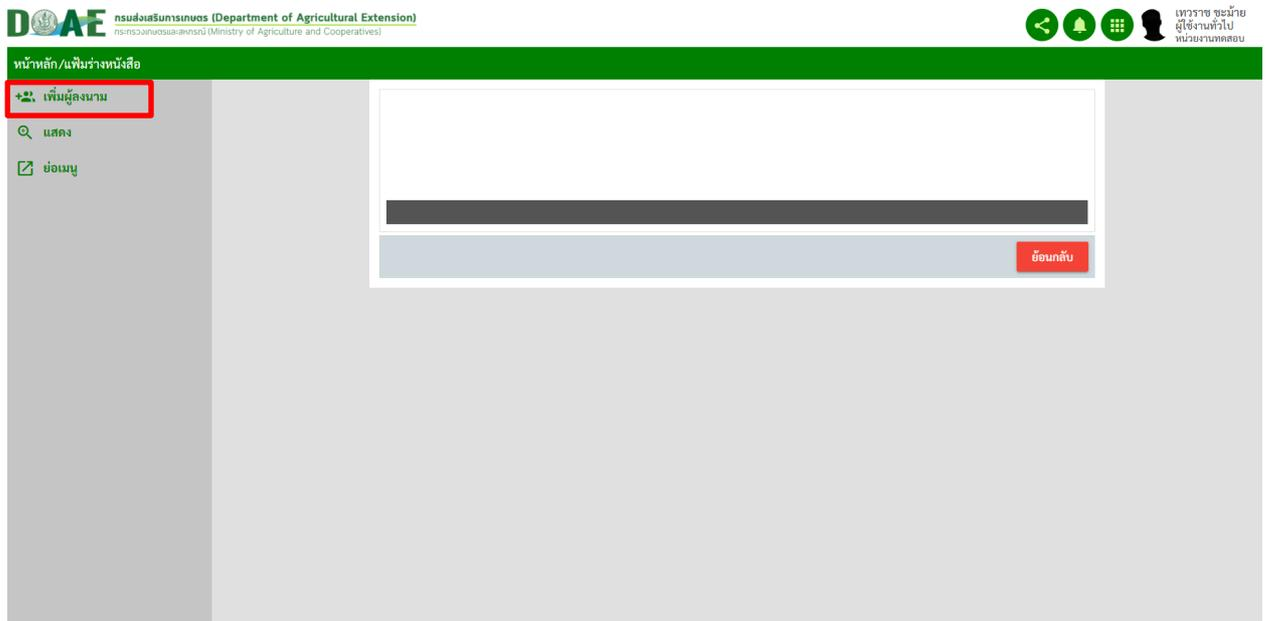 DOAE
กรมส่งเสริมการเกษตร (Department of Agricultural Extension)
กระทรวงเกษตรและสหกรณ์ (Ministry of Agriculture and Cooperatives)
เทวราช ชะม้าย
ผู้ใช้งานทั่วไป
หน่วยงานทดสอบ
หน้าหลัก/แฟ้มร่างหนังสือ
เพิ่มผู้ลงนาม
แสดง
ย่อเมนู
ย้อนกลับ